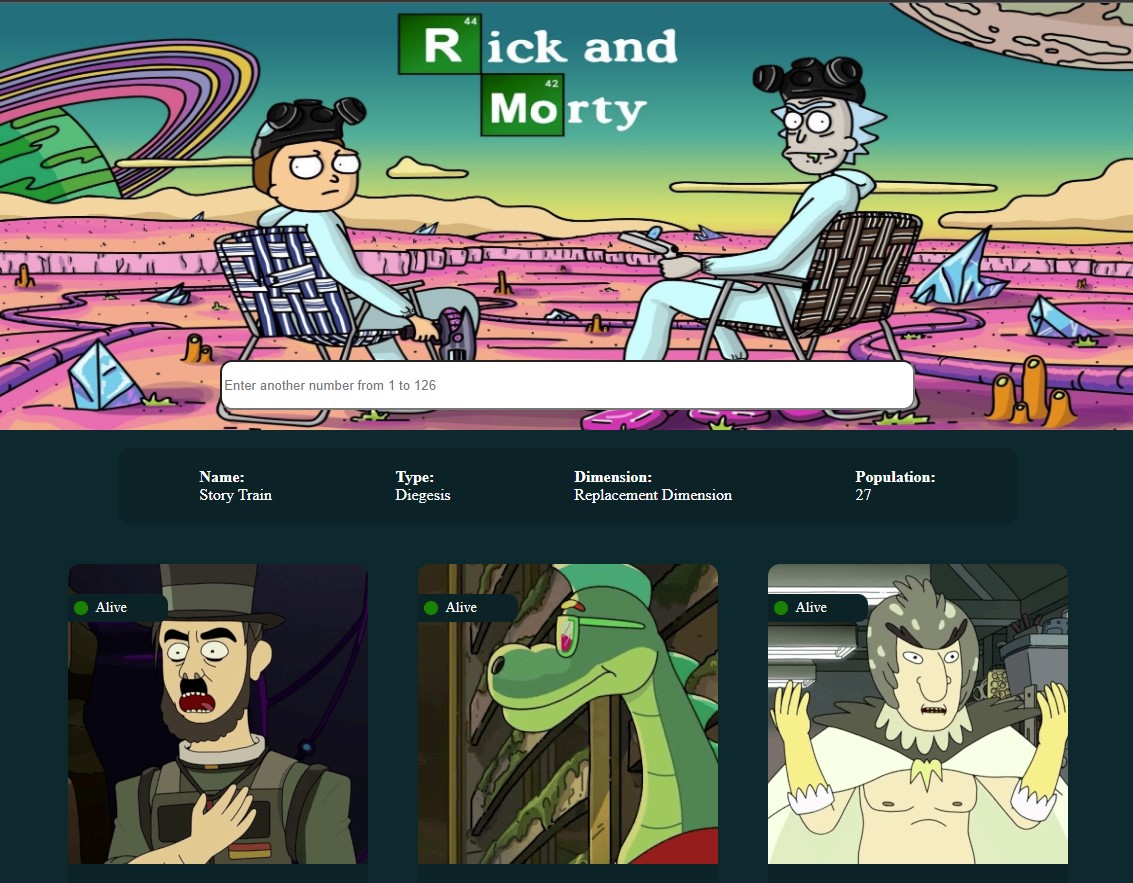 44
Rick and
42
Morty
Enter another number from 1 to 126
Name: Type: Dimension: Population:
Story Train Diegesis Replacement Dimension 27
Alive Alive Alive